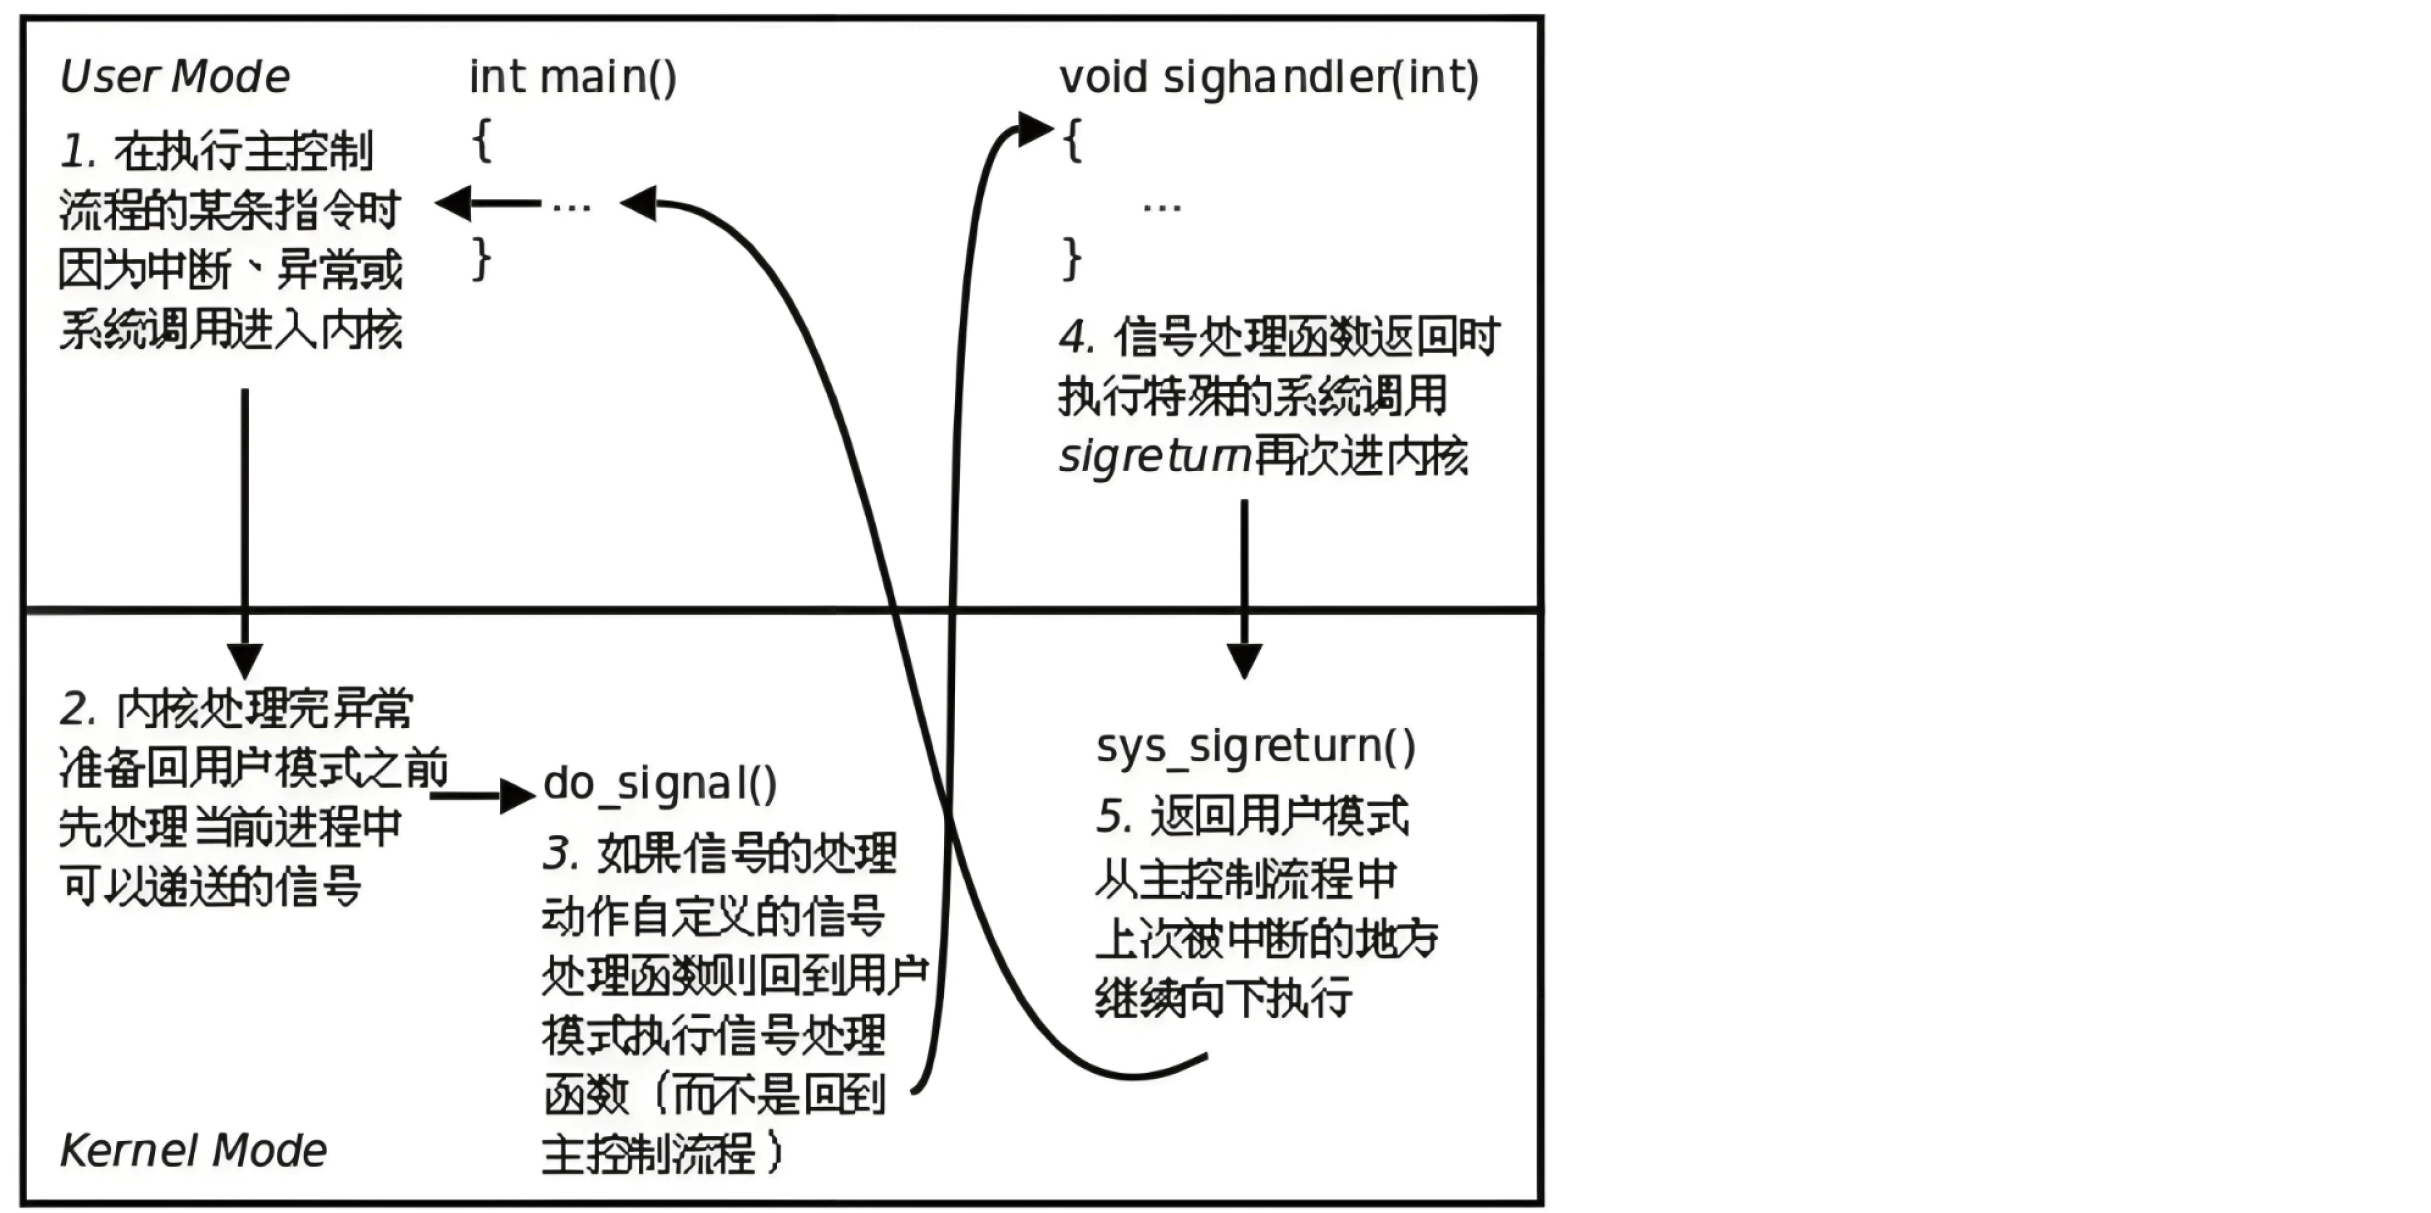 User Mode
1. 在执行主控制
流程的某条指令时
因为中断、异常或
系统调用进入内核
int main()
{
...
}
void sighandler(int)
{
...
}
4. 信号处理函数返回时
执行特殊的系统调用
sigreturn再次进内核
2. 内核处理完异常
准备回用户模式之前
先处理当前进程中
可以递送的信号
do_signal()
3. 如果信号的处理
动作自定义的信号
处理函数则回到用户
模式执行信号处理
函数（而不是回到
主控制流程）
sys_sigreturn()
5. 返回用户模式
从主控制流程中
上次被中断的地方
继续向下执行
Kernel Mode